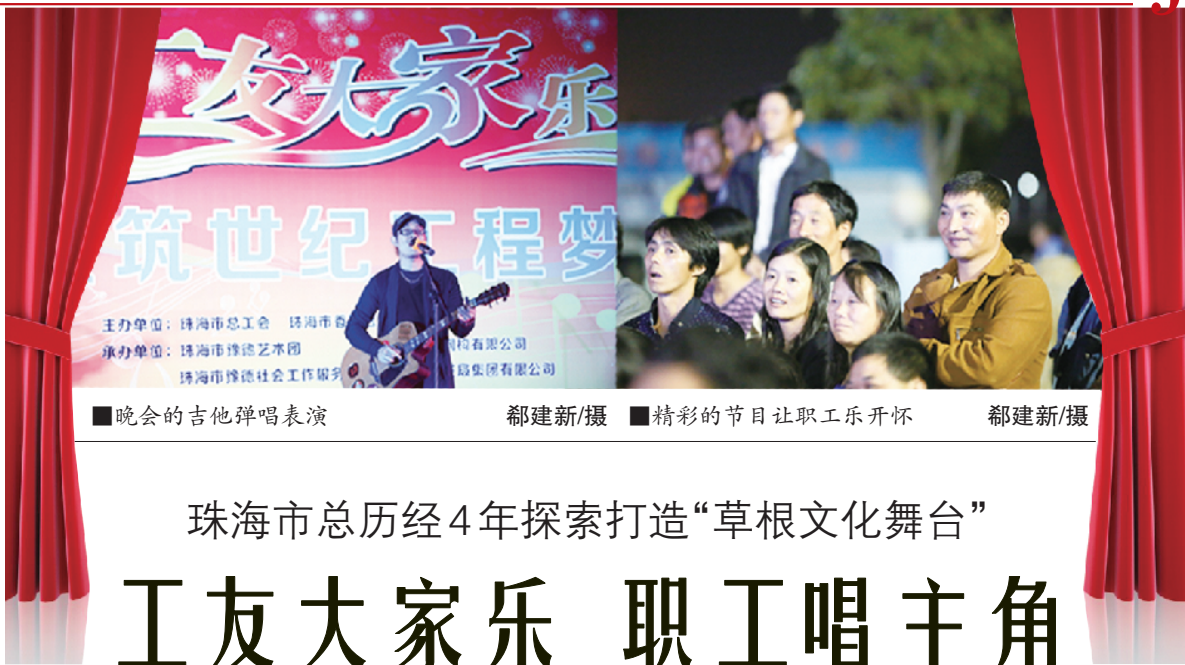 工友大家乐
筑世纪工程梦
主办单位：珠海市总工会 珠海市香
承办单位：珠海市豫德艺术团
有限公司
珠海市豫德社会工作服务
集团有限公司
■晚会的吉他弹唱表演 郗建新/摄
■精彩的节目让职工乐开怀 郗建新/摄
珠海市总历经4年探索打造“草根文化舞台”
工友大家乐 职工唱主角